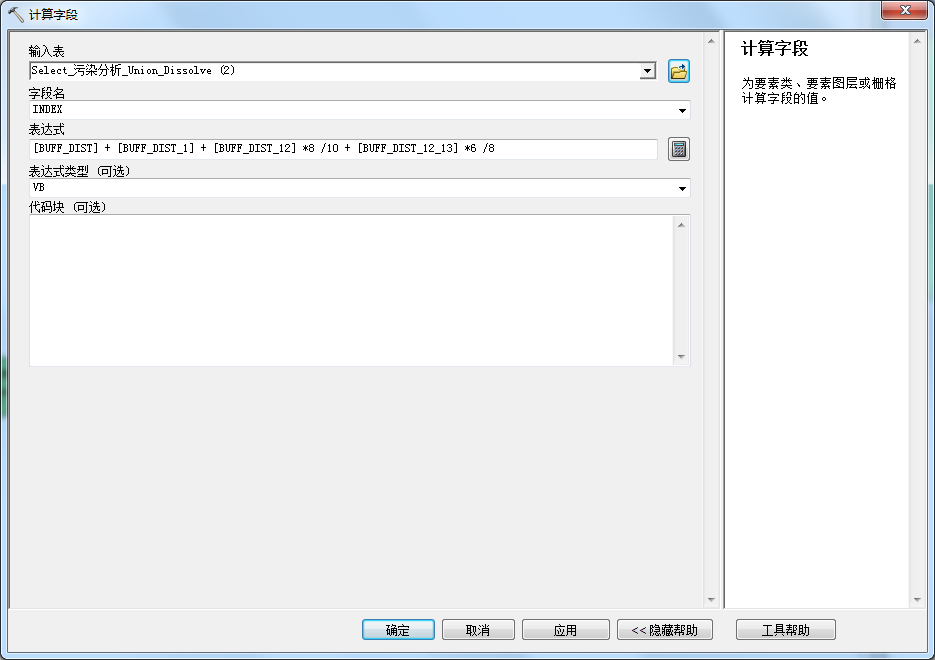 计算字段
输入表
Select_污染分析_Union_Dissolve (2)
字段名
INDEX
表达式
[BUFF_DIST] + [BUFF_DIST_1] + [BUFF_DIST_12] *8 /10 + [BUFF_DIST_12_13] *6 /8
表达式类型 (可选)
VB
代码块 (可选)
计算字段
为要素类、要素图层或栅格
计算字段的值。
确定
取消
应用
<< 隐藏帮助
工具帮助